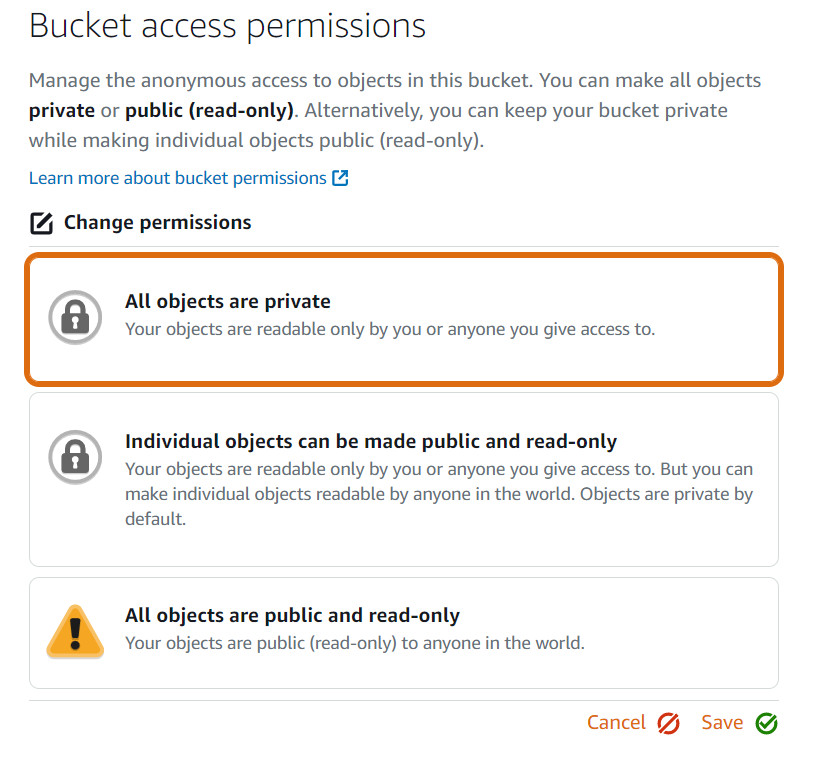 Bucket access permissions
Manage the anonymous access to objects in this bucket. You can make all objects
private or public (read-only). Alternatively, you can keep your bucket private
while making individual objects public (read-only).
Learn more about bucket permissions
Change permissions
All objects are private
Your objects are readable only by you or anyone you give access to.
Individual objects can be made public and read-only
Your objects are readable only by you or anyone you give access to. But you can
make individual objects readable by anyone in the world. Objects are private by
default.
All objects are public and read-only
Your objects are public (read-only) to anyone in the world.
Cancel Save